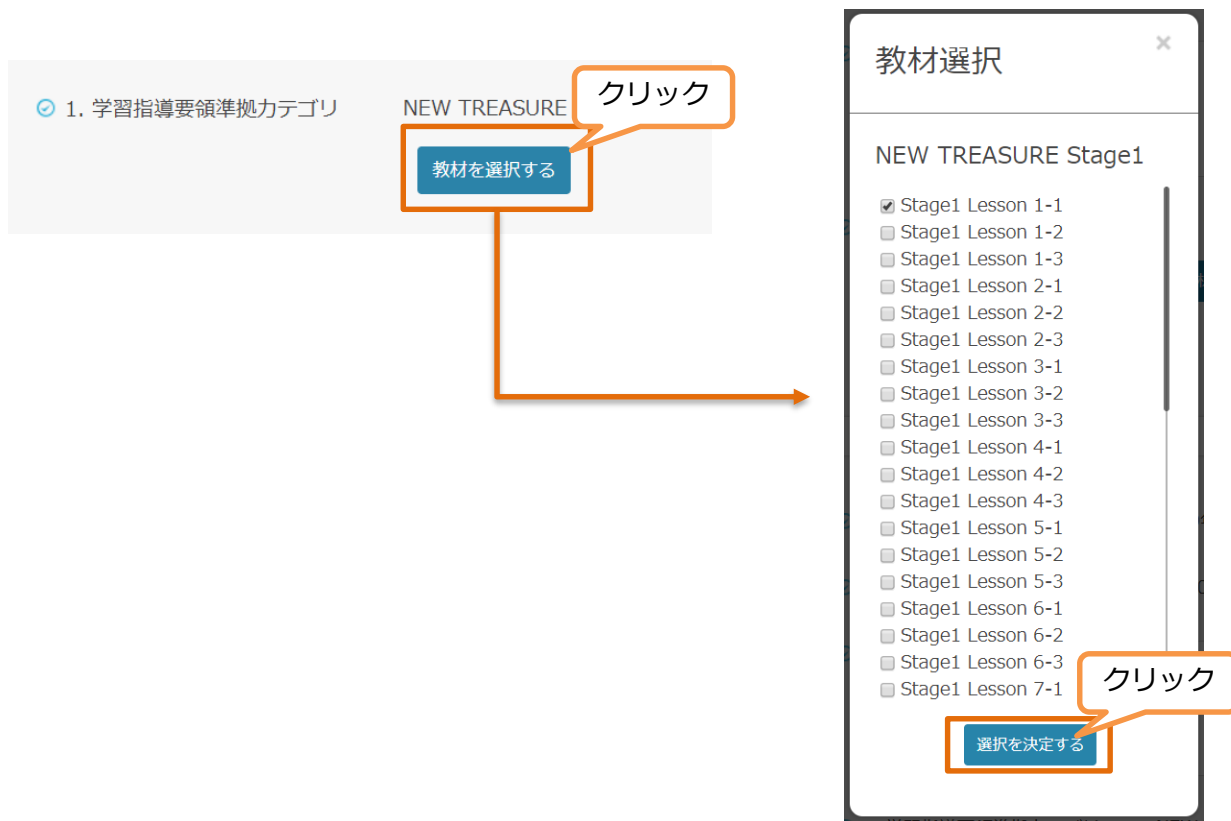 1. 学習指導要領準拠カテゴリ
NEW TREASURE
クリック
教材を選択する
教材選択
×
NEW TREASURE Stage1
Stage1 Lesson 1-1
Stage1 Lesson 1-2
Stage1 Lesson 1-3
Stage1 Lesson 2-1
Stage1 Lesson 2-2
Stage1 Lesson 2-3
Stage1 Lesson 3-1
Stage1 Lesson 3-2
Stage1 Lesson 3-3
Stage1 Lesson 4-1
Stage1 Lesson 4-2
Stage1 Lesson 4-3
Stage1 Lesson 5-1
Stage1 Lesson 5-2
Stage1 Lesson 5-3
Stage1 Lesson 6-1
Stage1 Lesson 6-2
Stage1 Lesson 6-3
Stage1 Lesson 7-1
クリック
選択を決定する